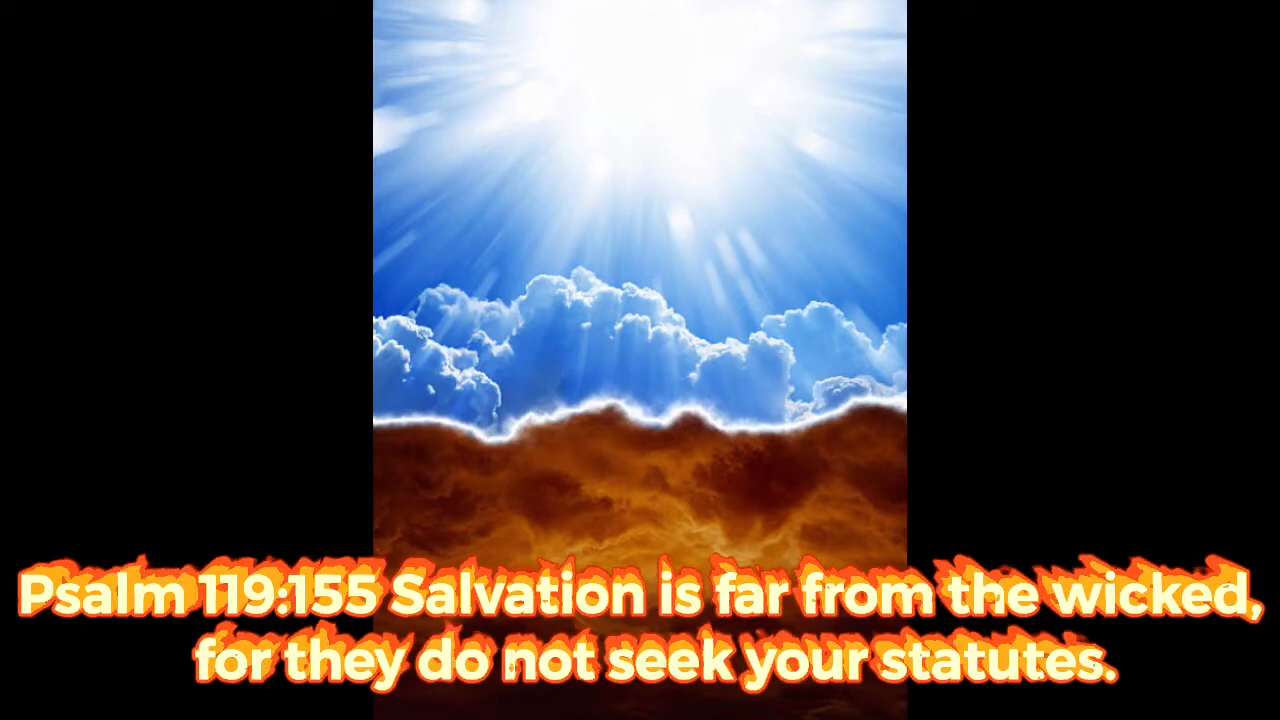 Psalm 119:155 Salvation is far from the wicked,
for they do not seek your statutes.